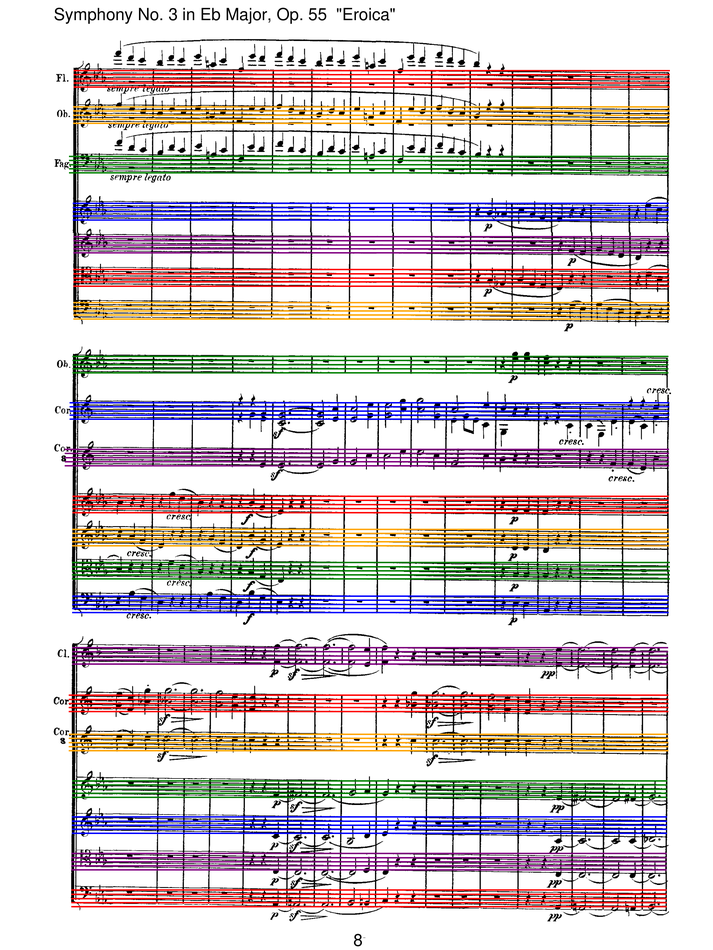 Symphony No. 3 in Eb Major, Op. 55 "Eroica"
Fl.
sempre legato
Ob.
sempre legato
Fag.
sempre legato
p
p
p
p
Ob.
p
cresc.
Cor.
sf
cresc.
Cor.
3
sf
cresc.
cresc.
f
p
cresc.
f
p
cresc.
f
p
cresc.
f
p
Cl.
p sf
pp
Cor.
sf
sf
Cor.
3
sf
sf
p sf
pp
p sf
pp
p sf
pp
p sf
pp
8